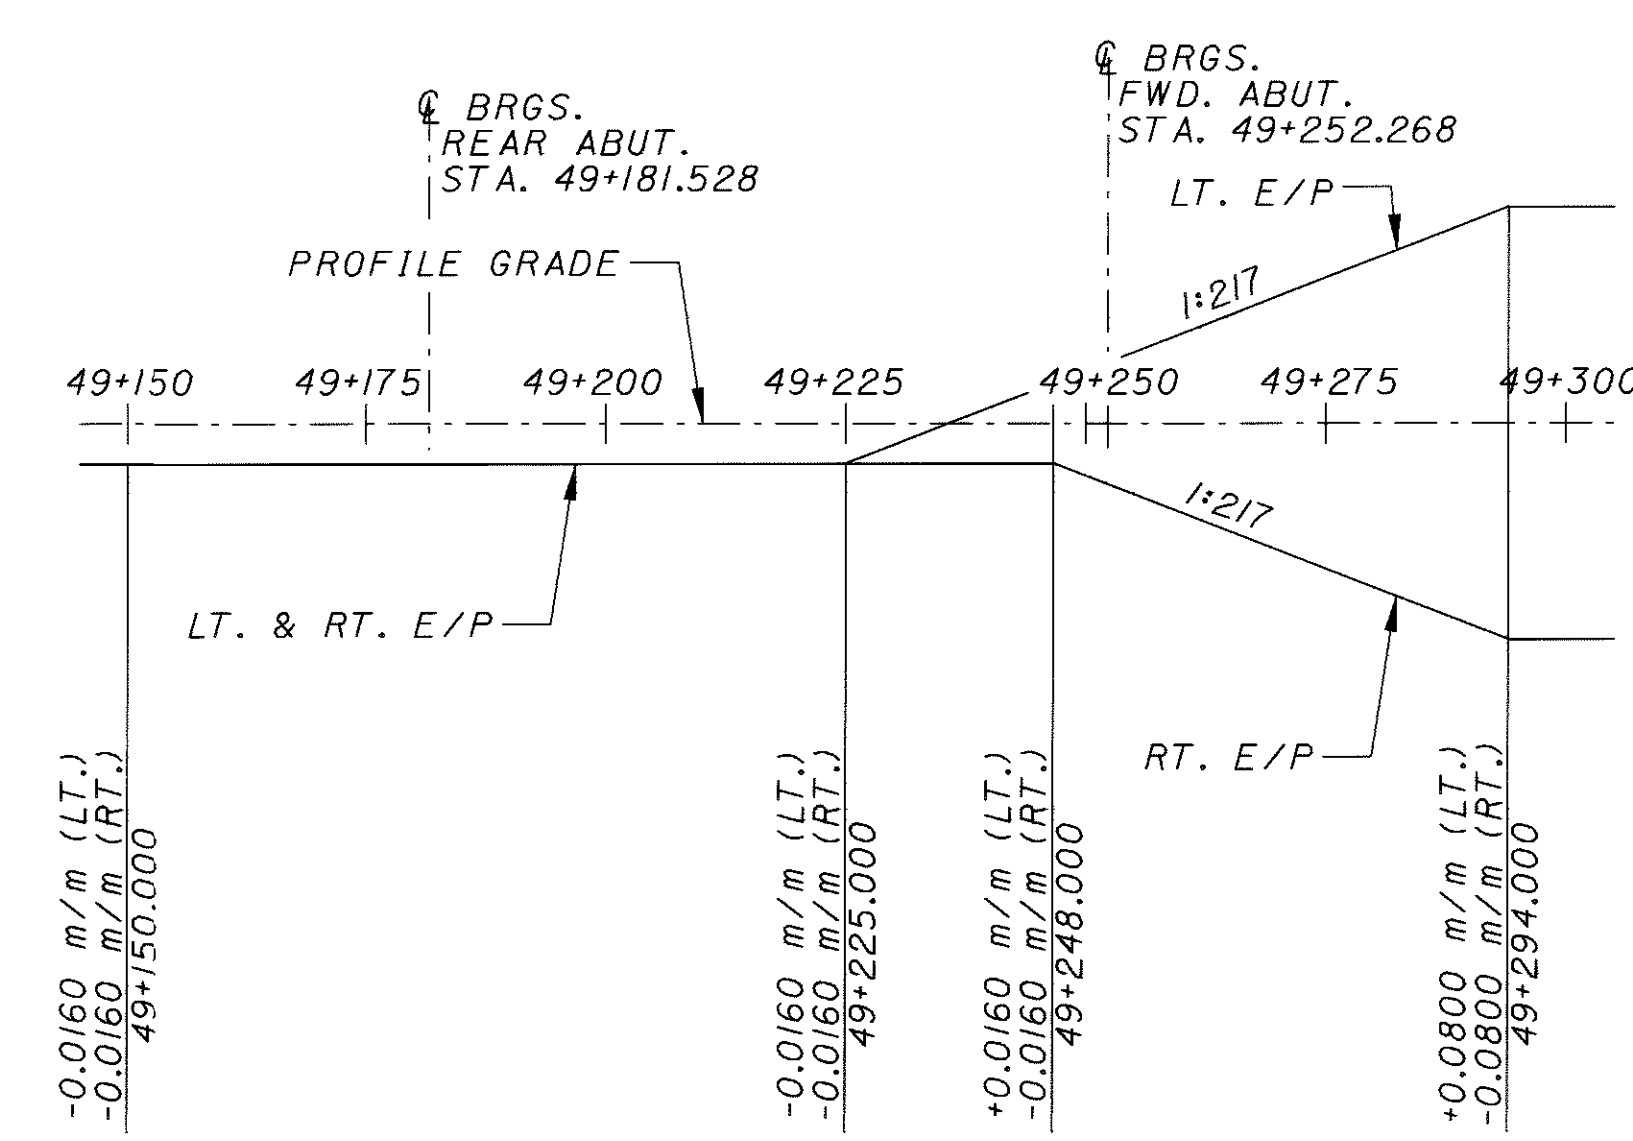 ℄ BRGS.
REAR ABUT.
STA. 49+181.528
℄ BRGS.
FWD. ABUT.
STA. 49+252.268
LT. E/P
PROFILE GRADE
1:217
49+150
49+175
49+200
49+225
49+250
49+275
49+300
1:217
LT. & RT. E/P
RT. E/P
-0.0160 m/m (LT.)
-0.0160 m/m (RT.)
49+150.000
-0.0160 m/m (LT.)
-0.0160 m/m (RT.)
49+225.000
+0.0160 m/m (LT.)
-0.0160 m/m (RT.)
49+248.000
+0.0800 m/m (LT.)
-0.0800 m/m (RT.)
49+294.000